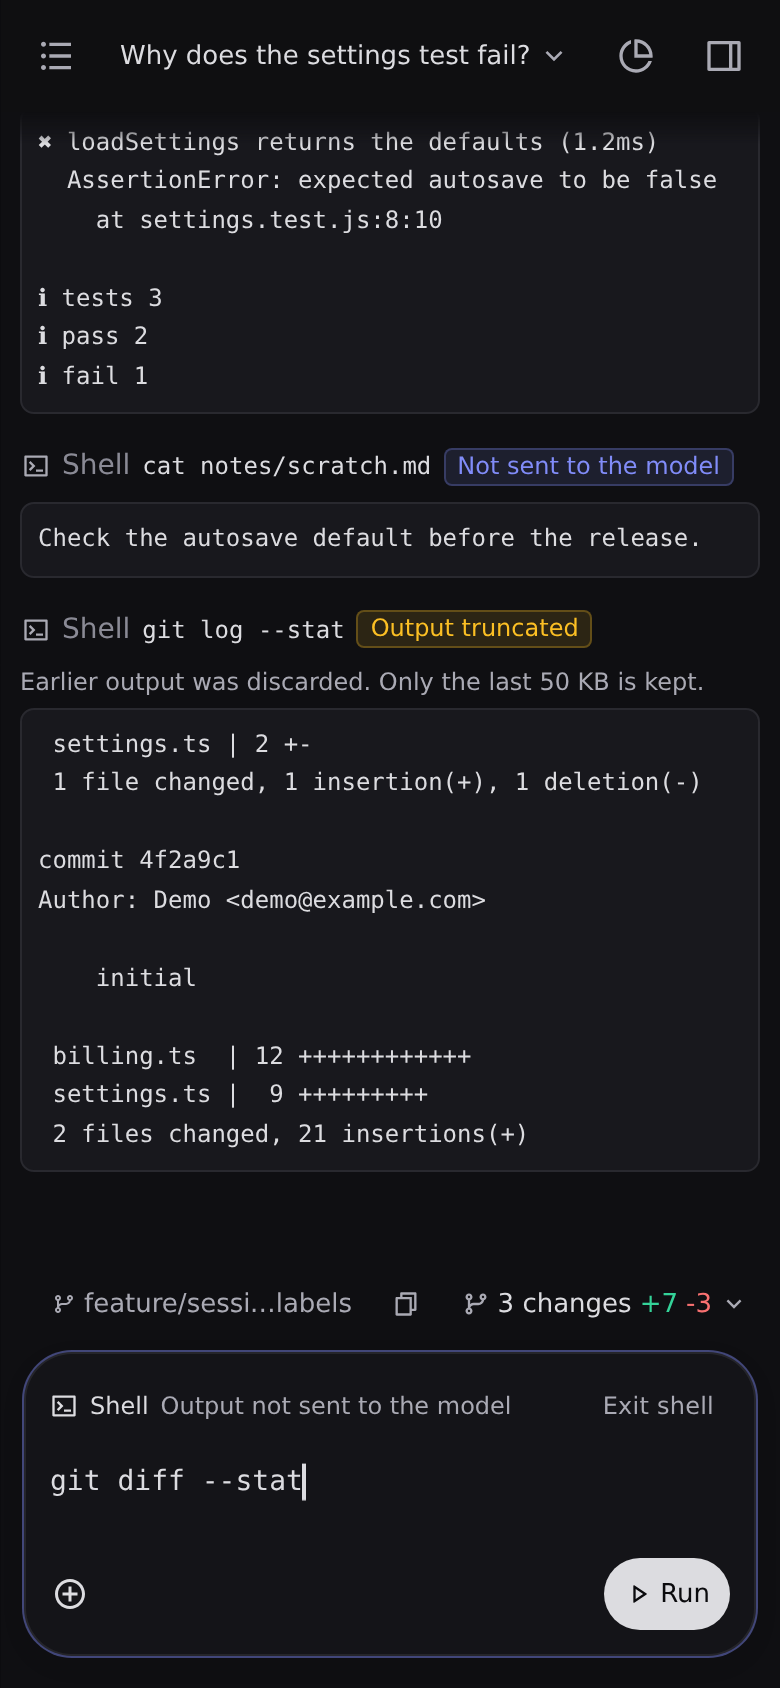 Why does the settings test fail?
✖ loadSettings returns the defaults (1.2ms)
AssertionError: expected autosave to be false
at settings.test.js:8:10
ℹ tests 3
ℹ pass 2
ℹ fail 1
Shell cat notes/scratch.md Not sent to the model
Check the autosave default before the release.
Shell git log --stat Output truncated
Earlier output was discarded. Only the last 50 KB is kept.
settings.ts | 2 +-
1 file changed, 1 insertion(+), 1 deletion(-)
commit 4f2a9c1
Author: Demo <demo@example.com>
initial
billing.ts  | 12 ++++++++++++
settings.ts |  9 +++++++++
2 files changed, 21 insertions(+)
feature/sessi…labels 3 changes +7 -3
Shell Output not sent to the model Exit shell
git diff --stat
Run